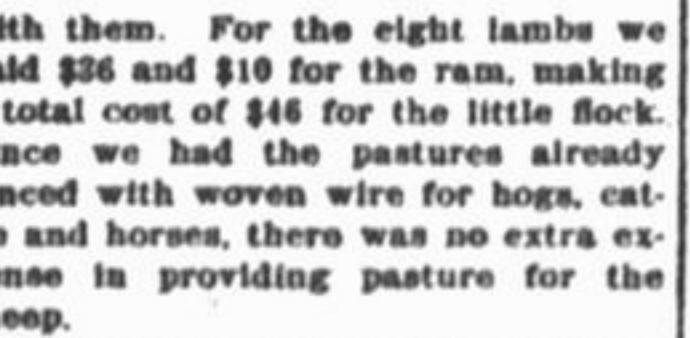 ith them. For the eight lambs we
aid $36 and $10 for the ram, making
total cost of $46 for the little flock.
nce we had the pastures already
nced with woven wire for hogs, cat-
e and horses, there was no extra ex-
ense in providing pasture for the
eep.